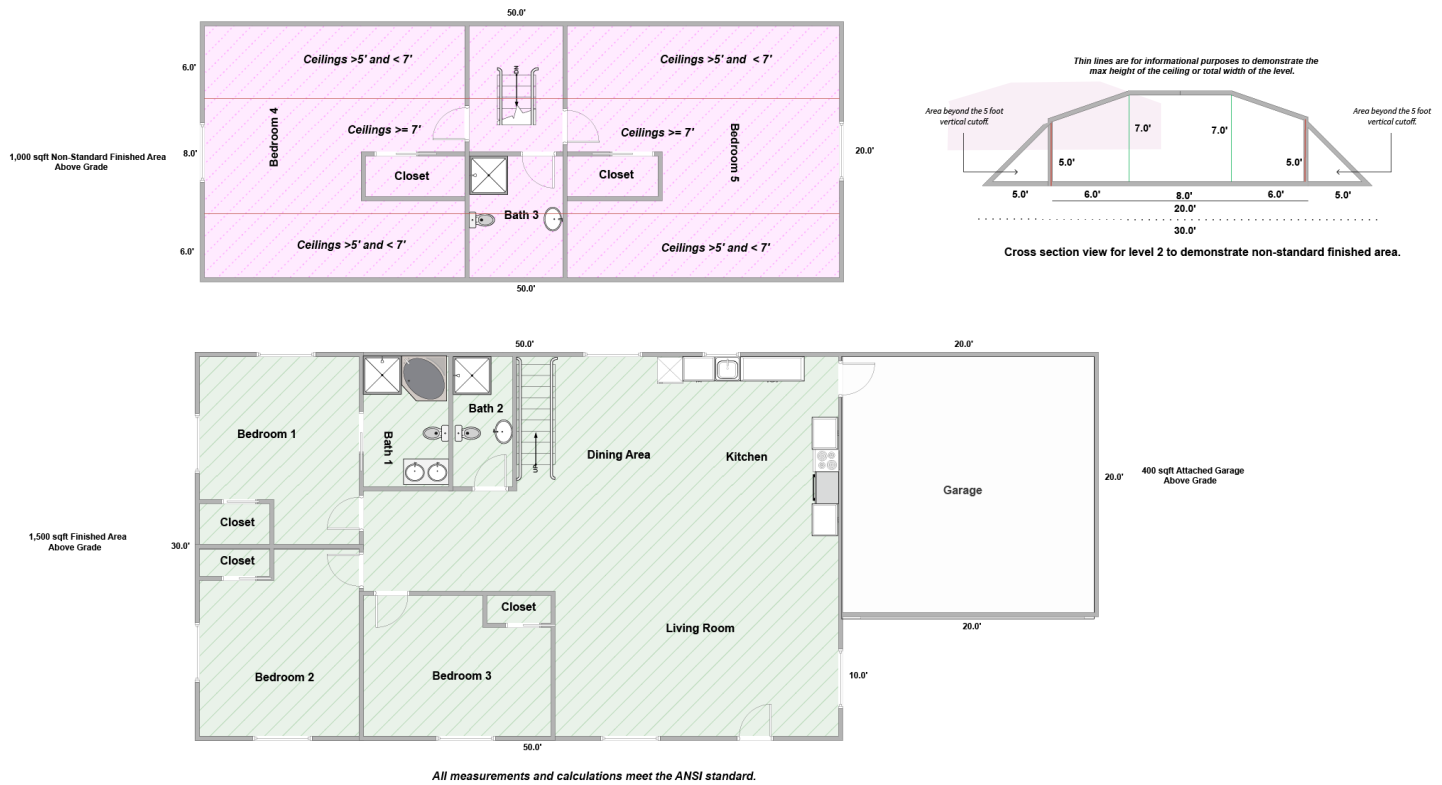 50.0'
6.0'
Ceilings >5' and < 7'
Ceilings >5' and < 7'
DN
Bedroom 4
Ceilings >= 7'
Ceilings >= 7'
Bedroom 5
1,000 sqft Non-Standard Finished Area
Above Grade
8.0'
20.0'
Closet
Closet
Bath 3
Ceilings >5' and < 7'
Ceilings >5' and < 7'
6.0'
50.0'
Thin lines are for informational purposes to demonstrate the
max height of the ceiling or total width of the level.
Area beyond the 5 foot
vertical cutoff.
Area beyond the 5 foot
vertical cutoff.
7.0'
7.0'
5.0'
5.0'
5.0'
6.0'
8.0'
6.0'
5.0'
20.0'
30.0'
Cross section view for level 2 to demonstrate non-standard finished area.
50.0'
20.0'
Bedroom 1
Bath 1
Bath 2
UP
Dining Area
Kitchen
Garage
20.0'
400 sqft Attached Garage
Above Grade
Closet
1,500 sqft Finished Area
Above Grade
30.0'
Closet
Closet
Living Room
20.0'
Bedroom 2
Bedroom 3
10.0'
50.0'
All measurements and calculations meet the ANSI standard.